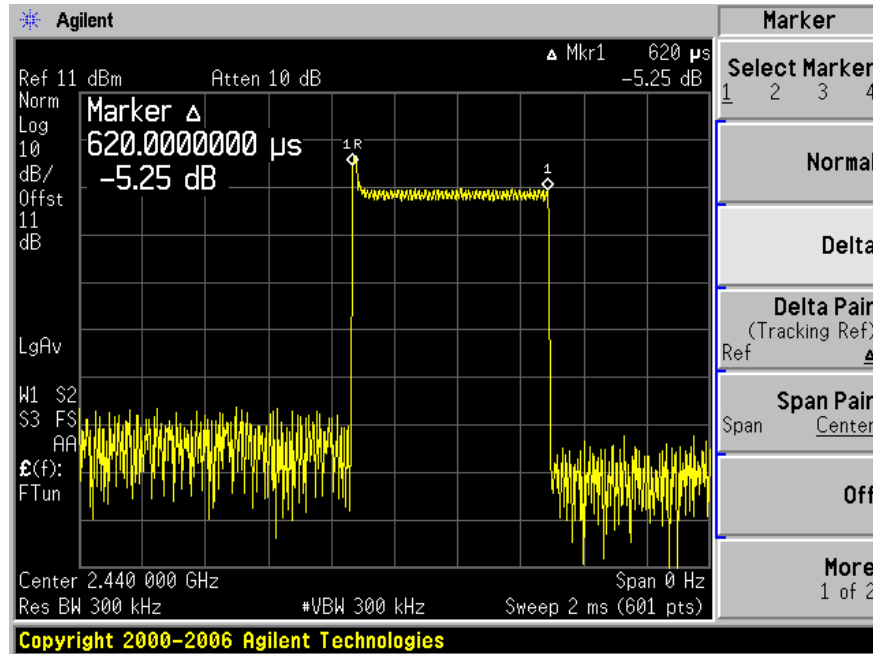 Agilent
Marker
Δ Mkr1 620 µs
Ref 11 dBm Atten 10 dB -5.25 dB
Norm
Log
10
dB/
Offst
11
dB
LgAv
W1 S2
S3 FS
AA
£(f):
FTun
Marker Δ
620.0000000 µs
-5.25 dB
1R
1
Center 2.440 000 GHz Span 0 Hz
Res BW 300 kHz #VBW 300 kHz Sweep 2 ms (601 pts)
Copyright 2000-2006 Agilent Technologies
Select Marker
1 2 3 4
Normal
Delta
Delta Pair
(Tracking Ref)
Ref Δ
Span Pair
Span Center
Off
More
1 of 2